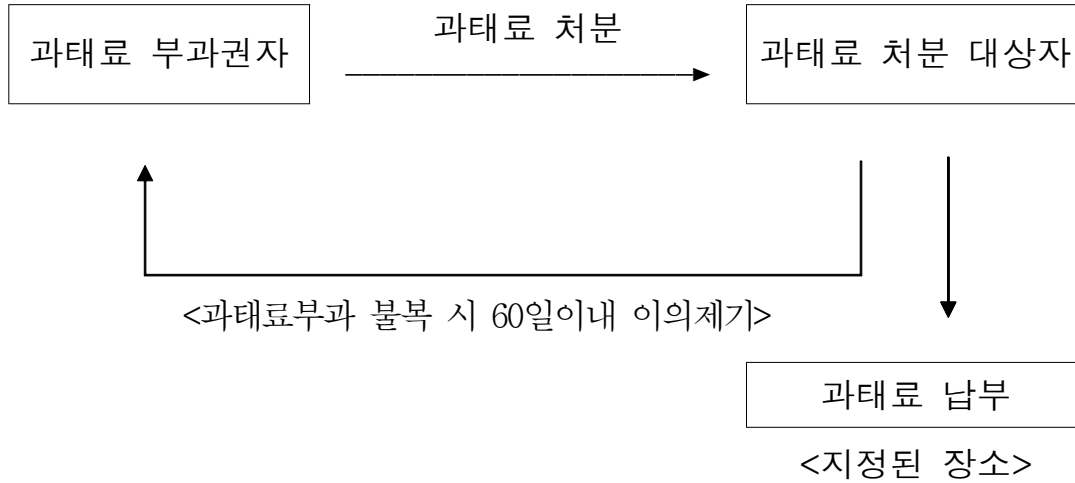 과태료 처분
과태료 부과권자
과태료 처분 대상자
<과태료부과 불복 시 60일이내 이의제기>
과태료 납부
<지정된 장소>